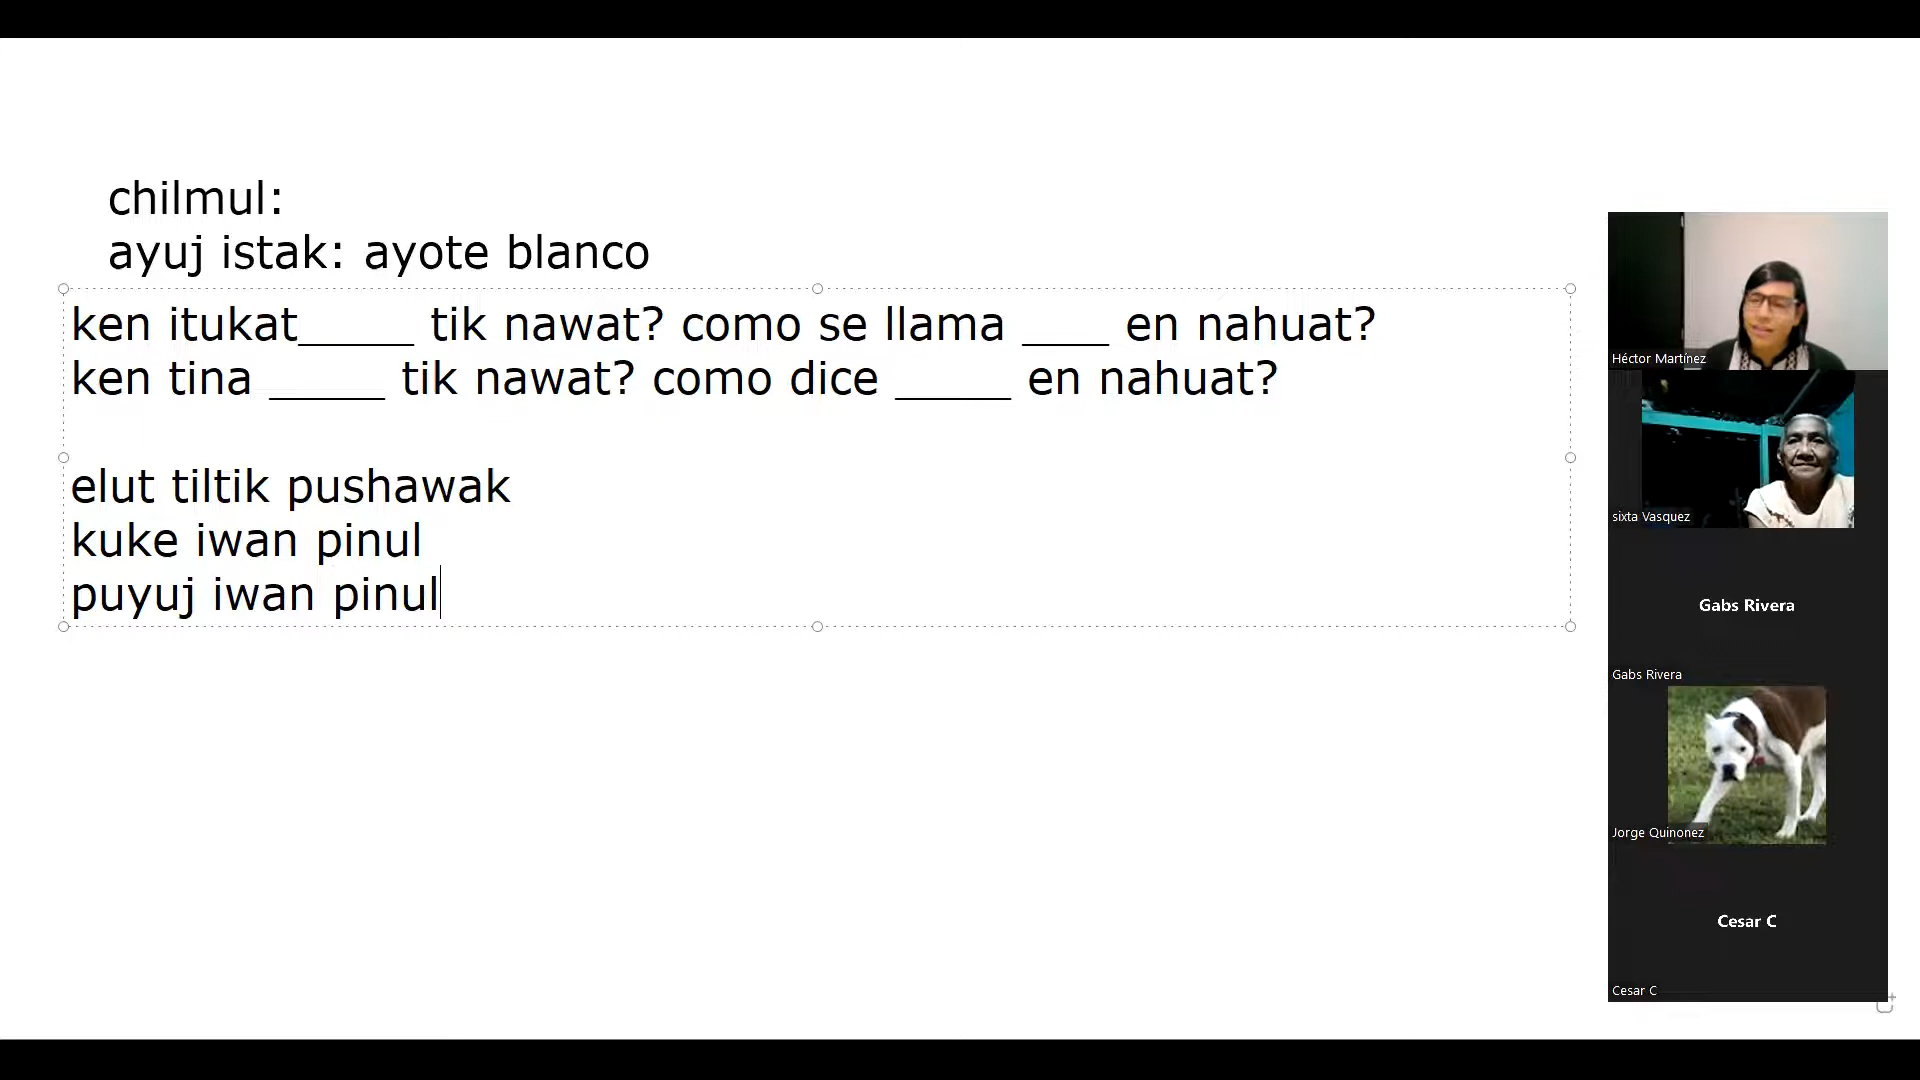 chilmul:
ayuj istak: ayote blanco
ken itukat_____ tik nawat? como se llama ____ en nahuat?
ken tina _____ tik nawat? como dice _____ en nahuat?
elut tiltik pushawak
kuke iwan pinul
puyuj iwan pinul
Héctor Martínez
sixta Vasquez
Gabs Rivera
Gabs Rivera
Jorge Quinonez
Cesar C
Cesar C